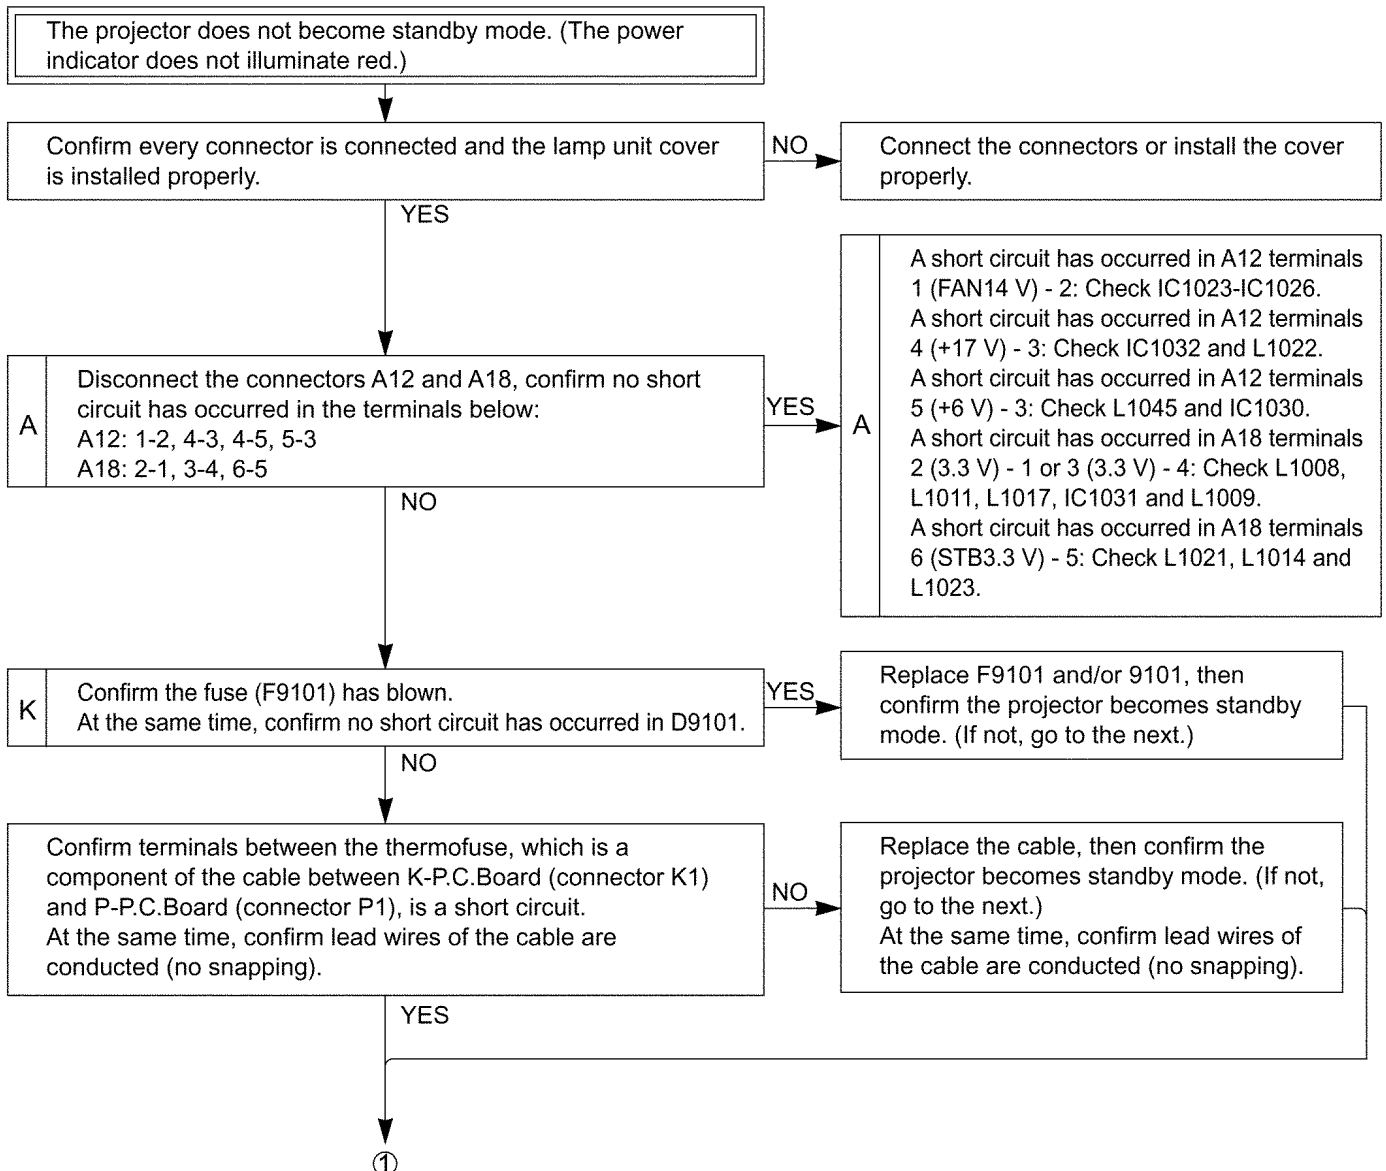 The projector does not become standby mode. (The power
indicator does not illuminate red.)
Confirm every connector is connected and the lamp unit cover
is installed properly.
NO
Connect the connectors or install the cover
properly.
YES
A
Disconnect the connectors A12 and A18, confirm no short
circuit has occurred in the terminals below:
A12: 1-2, 4-3, 4-5, 5-3
A18: 2-1, 3-4, 6-5
YES
A
A short circuit has occurred in A12 terminals
1 (FAN14 V) - 2: Check IC1023-IC1026.
A short circuit has occurred in A12 terminals
4 (+17 V) - 3: Check IC1032 and L1022.
A short circuit has occurred in A12 terminals
5 (+6 V) - 3: Check L1045 and IC1030.
A short circuit has occurred in A18 terminals
2 (3.3 V) - 1 or 3 (3.3 V) - 4: Check L1008,
L1011, L1017, IC1031 and L1009.
A short circuit has occurred in A18 terminals
6 (STB3.3 V) - 5: Check L1021, L1014 and
L1023.
NO
K
Confirm the fuse (F9101) has blown.
At the same time, confirm no short circuit has occurred in D9101.
YES
Replace F9101 and/or 9101, then
confirm the projector becomes standby
mode. (If not, go to the next.)
NO
Confirm terminals between the thermofuse, which is a
component of the cable between K-P.C.Board (connector K1)
and P-P.C.Board (connector P1), is a short circuit.
At the same time, confirm lead wires of the cable are
conducted (no snapping).
NO
Replace the cable, then confirm the
projector becomes standby mode. (If not,
go to the next.)
At the same time, confirm lead wires of
the cable are conducted (no snapping).
YES
①